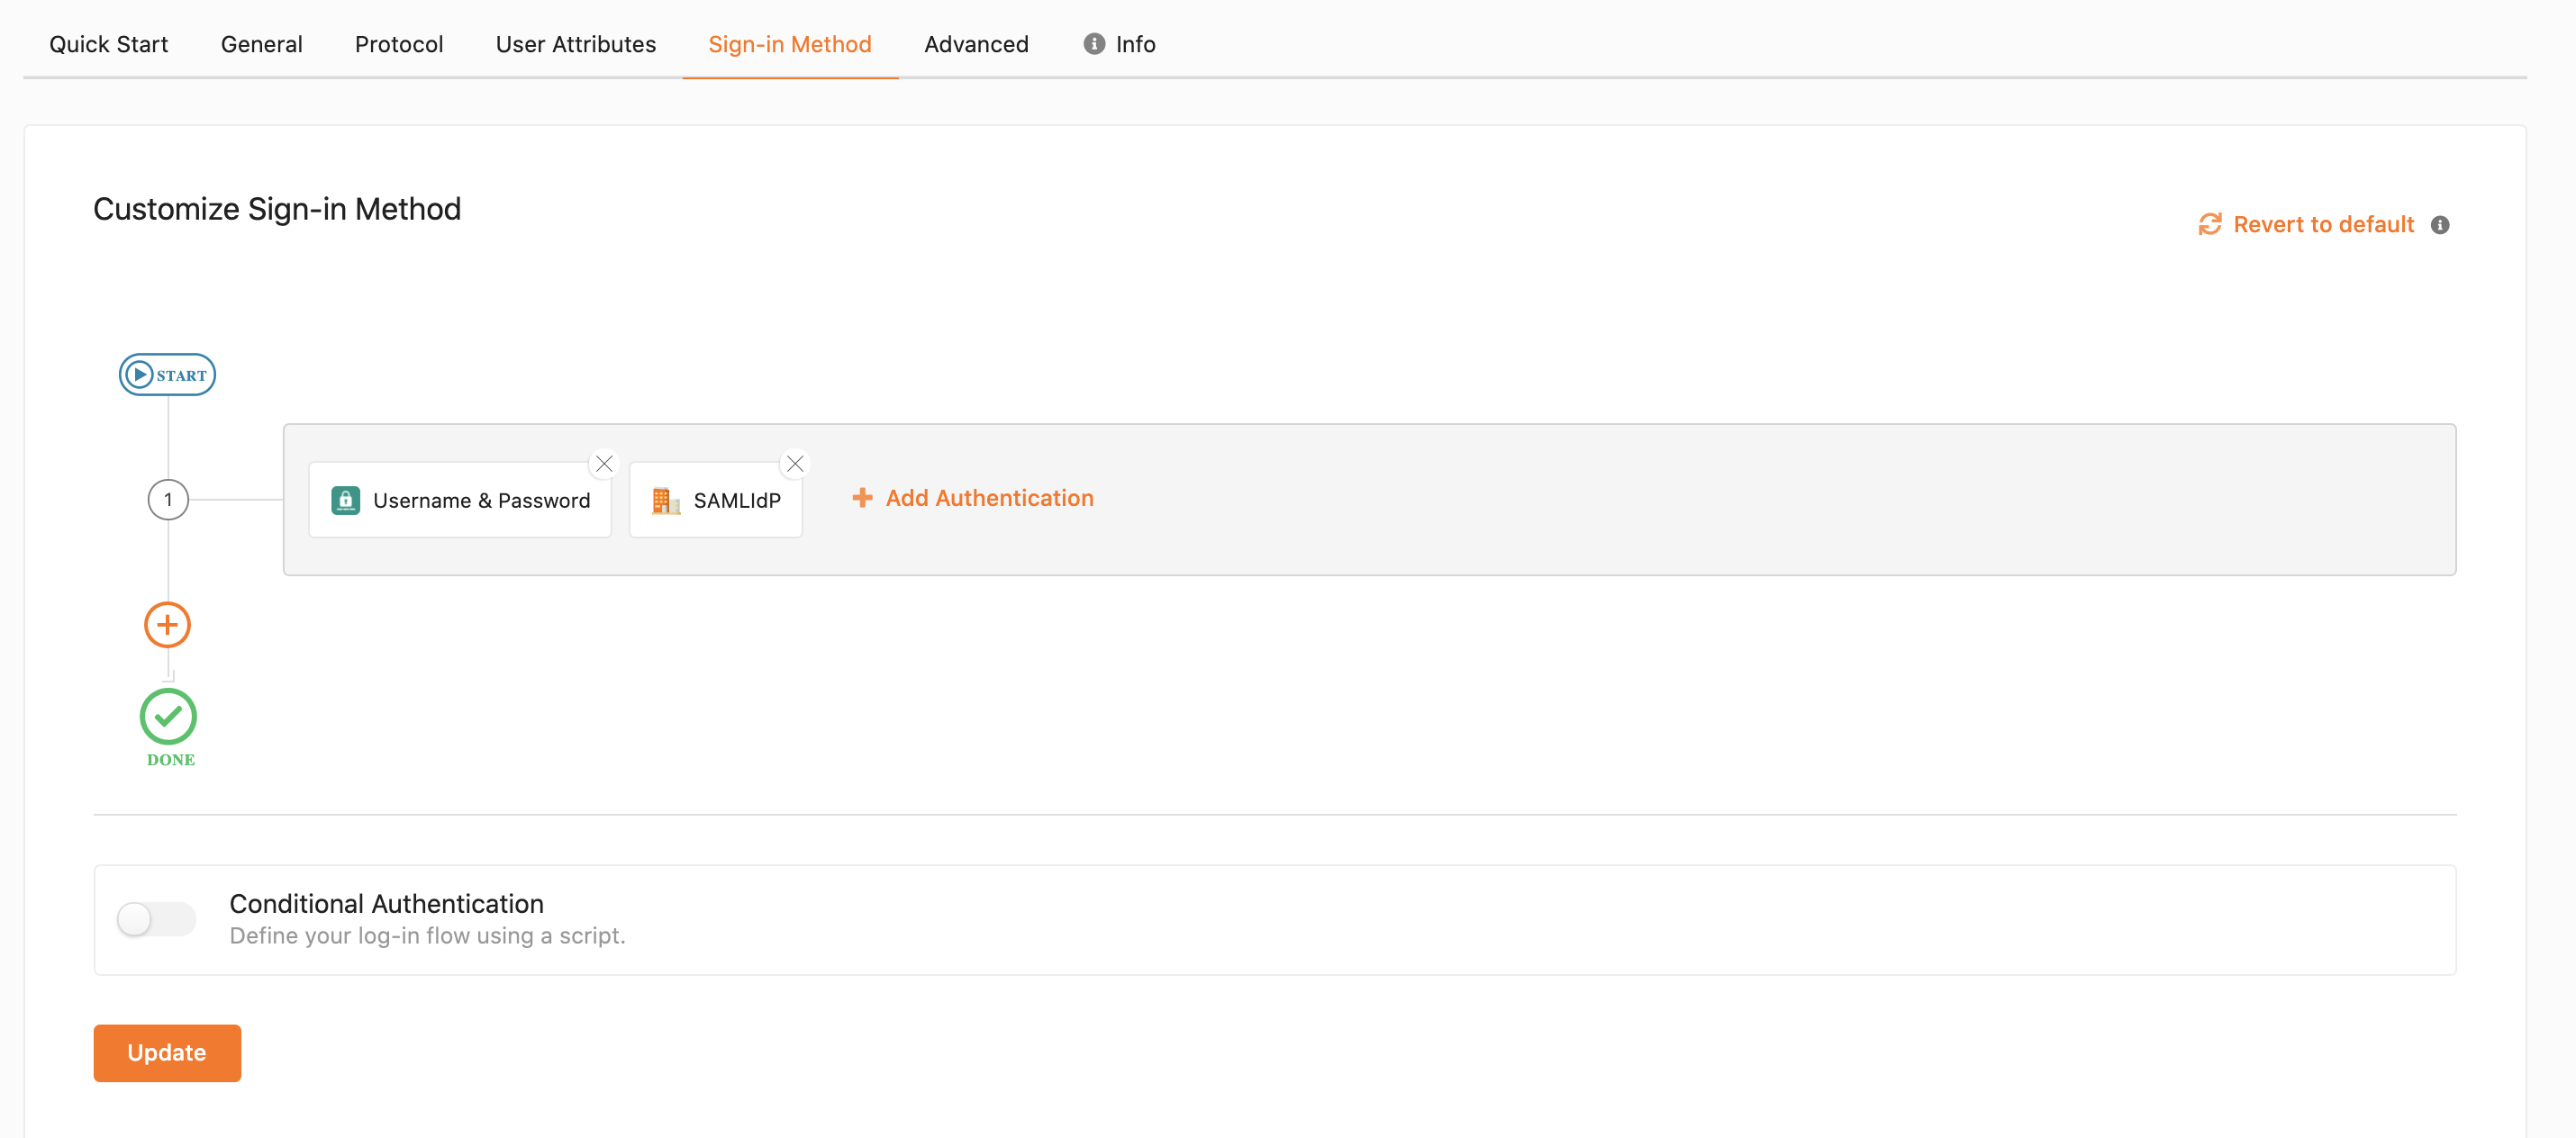 Quick Start General Protocol User Attributes Sign-in Method Advanced Info
Customize Sign-in Method
Revert to default
START
1
Username & Password SAMLIdP Add Authentication
DONE
Conditional Authentication
Define your log-in flow using a script.
Update